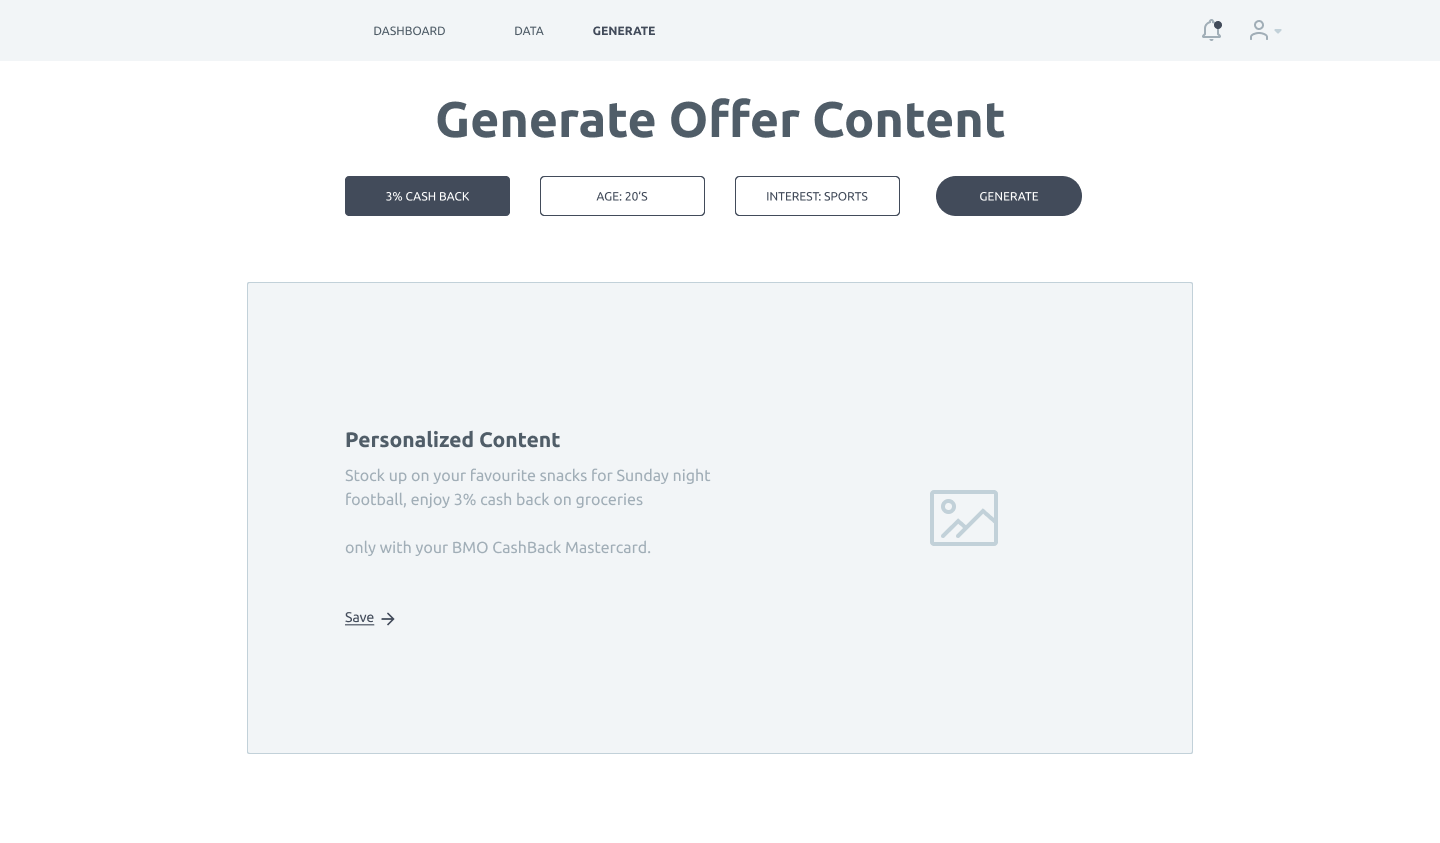 DASHBOARD DATA GENERATE
Generate Offer Content
3% CASH BACK AGE: 20'S INTEREST: SPORTS GENERATE
Personalized Content
Stock up on your favourite snacks for Sunday night
football, enjoy 3% cash back on groceries
only with your BMO CashBack Mastercard.
Save